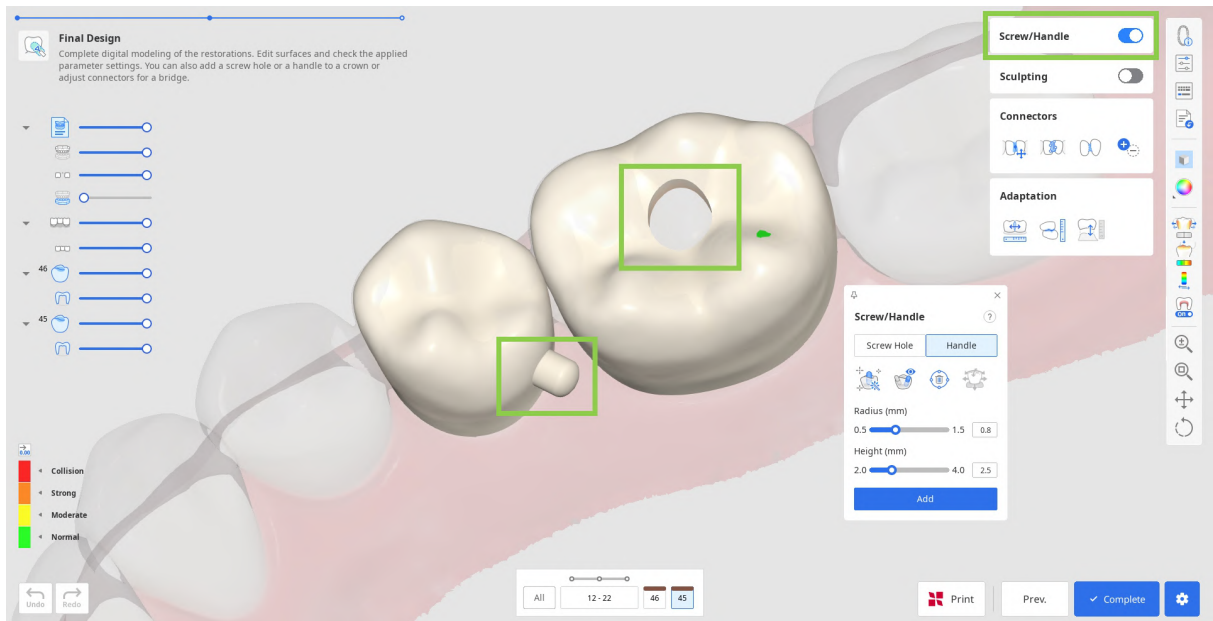 Final Design
Complete digital modeling of the restorations. Edit surfaces and check the applied
parameter settings. You can also add a screw hole or a handle to a crown or
adjust connectors for a bridge.
46
45
Screw/Handle
Sculpting
Connectors
Adaptation
Screw/Handle
?
Screw Hole
Handle
Radius (mm)
0.5
1.5
0.8
Height (mm)
2.0
4.0
2.5
Add
ON
0.00
Collision
Strong
Moderate
Normal
Undo
Redo
All
12 - 22
46
45
Print
Prev.
Complete